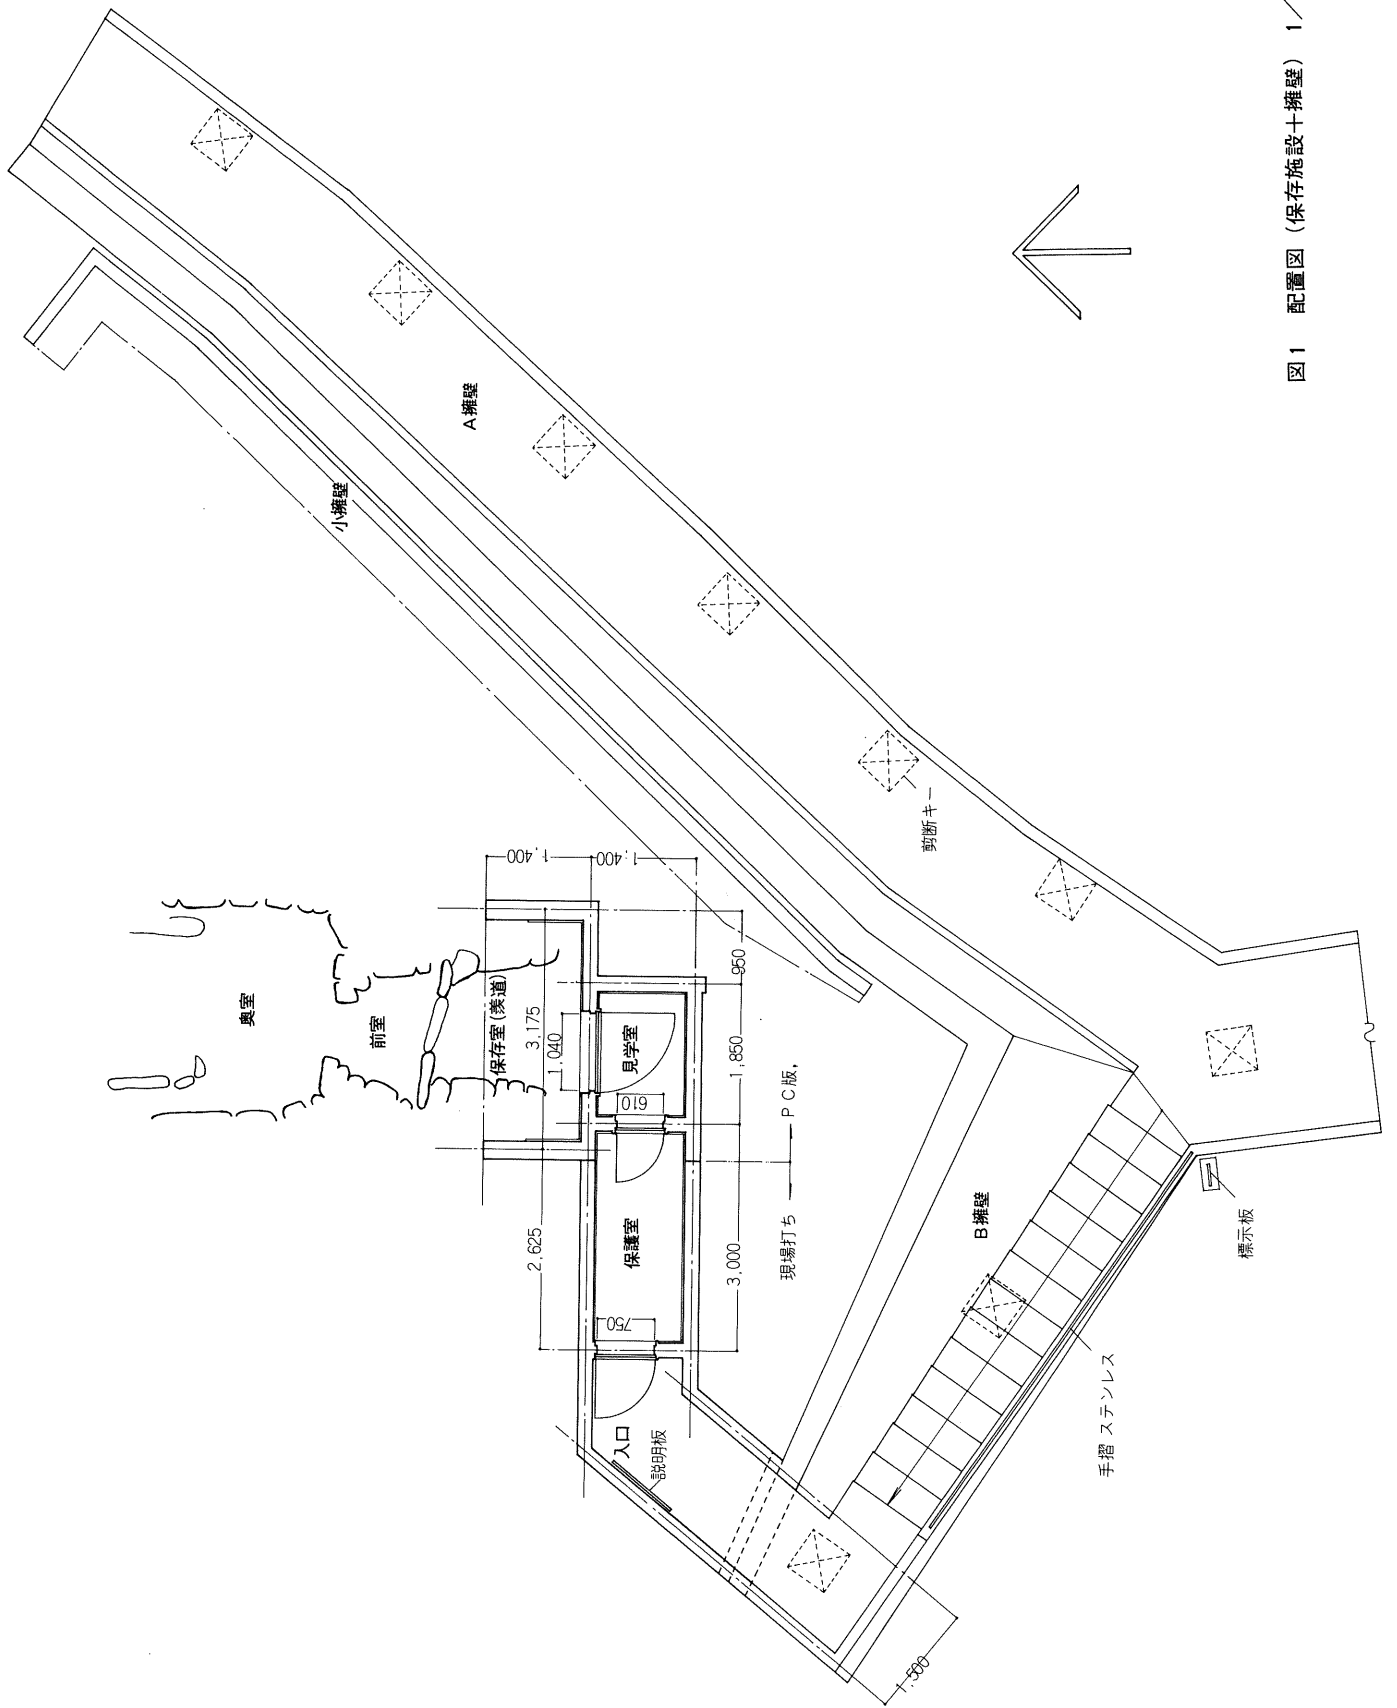 奥室
前室
保存室(羨道)
3,175
1,040
1,400
1,400
見学室
610
950
1,850
ＰＣ版,
現場打ち
2,625
保護室
3,000
750
入口
説明板
小擁壁
A擁壁
剪断キー
B擁壁
標示板
手摺 ステンレス
1,500
図1 配置図(保存施設＋擁壁) 1／